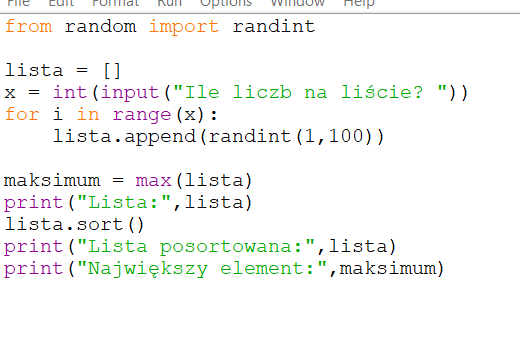 File Edit Format Run Options Window Help
from random import randint
lista = []
x = int(input("Ile liczb na liście? "))
for i in range(x):
    lista.append(randint(1,100))
maksimum = max(lista)
print("Lista:",lista)
lista.sort()
print("Lista posortowana:",lista)
print("Największy element:",maksimum)